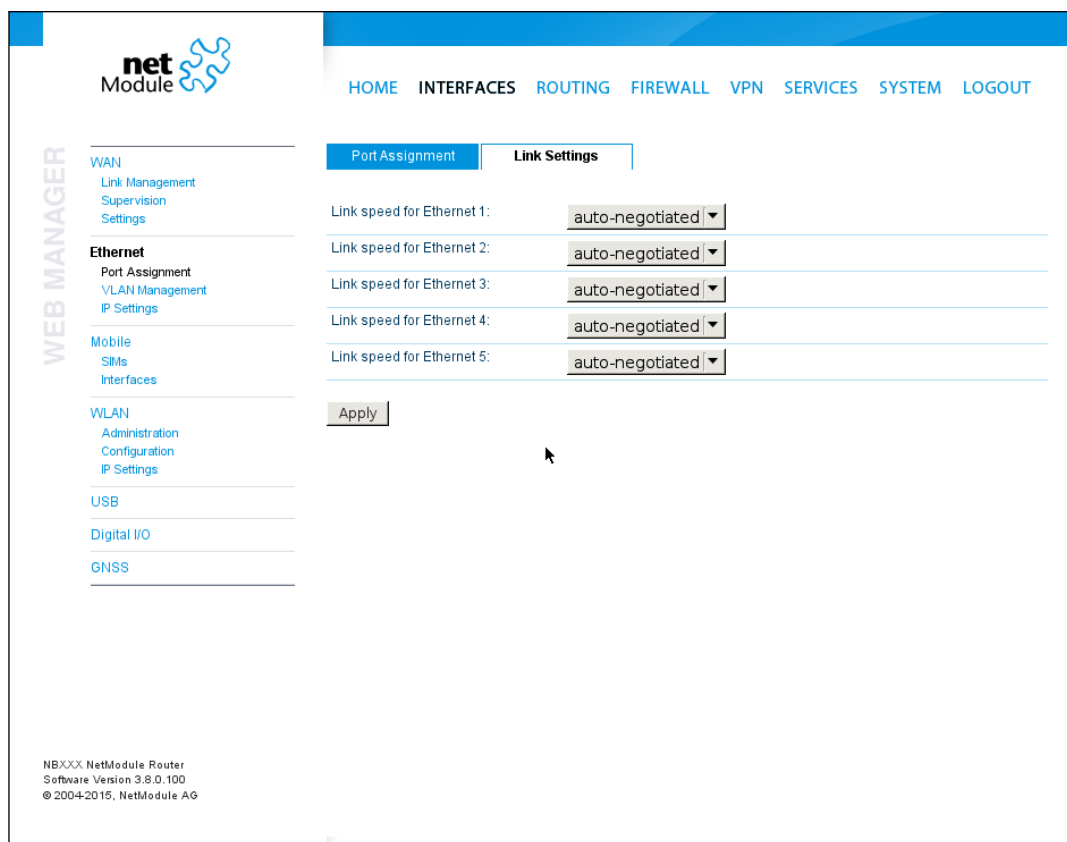 net
Module
HOME INTERFACES ROUTING FIREWALL VPN SERVICES SYSTEM LOGOUT
WEB MANAGER
WAN
Link Management
Supervision
Settings
Ethernet
Port Assignment
VLAN Management
IP Settings
Mobile
SIMs
Interfaces
WLAN
Administration
Configuration
IP Settings
USB
Digital I/O
GNSS
Port Assignment Link Settings
Link speed for Ethernet 1: auto-negotiated
Link speed for Ethernet 2: auto-negotiated
Link speed for Ethernet 3: auto-negotiated
Link speed for Ethernet 4: auto-negotiated
Link speed for Ethernet 5: auto-negotiated
Apply
NBXXX NetModule Router
Software Version 3.8.0.100
© 2004-2015, NetModule AG